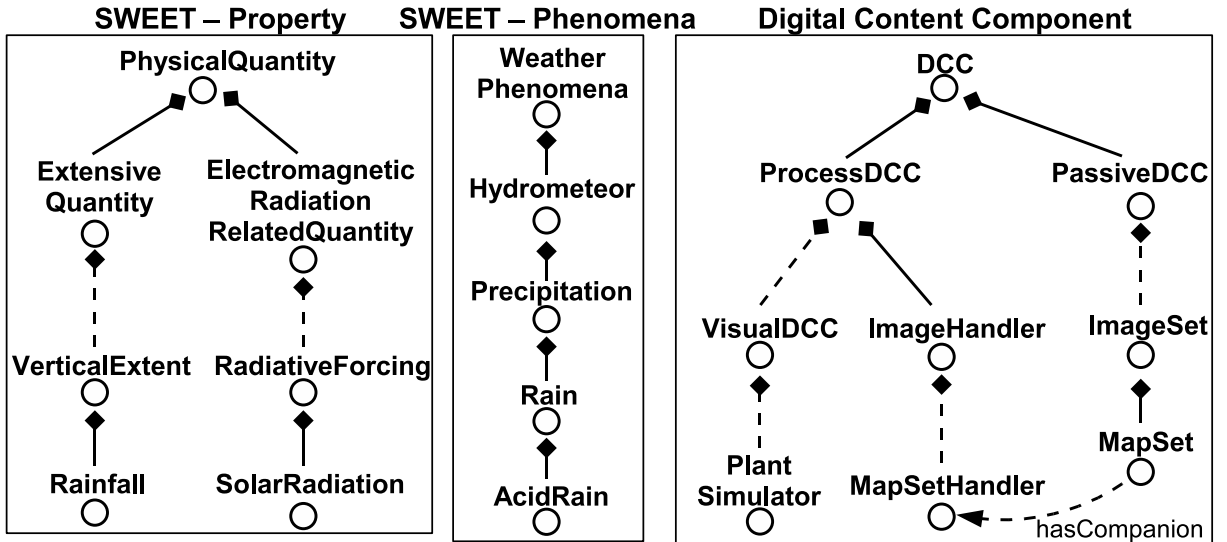 SWEET – Property
PhysicalQuantity
Extensive
Quantity
Electromagnetic
Radiation
RelatedQuantity
VerticalExtent
RadiativeForcing
Rainfall
SolarRadiation
SWEET – Phenomena
Weather
Phenomena
Hydrometeor
Precipitation
Rain
AcidRain
Digital Content Component
DCC
ProcessDCC
PassiveDCC
VisualDCC
ImageHandler
ImageSet
MapSet
Plant
Simulator
MapSetHandler
hasCompanion